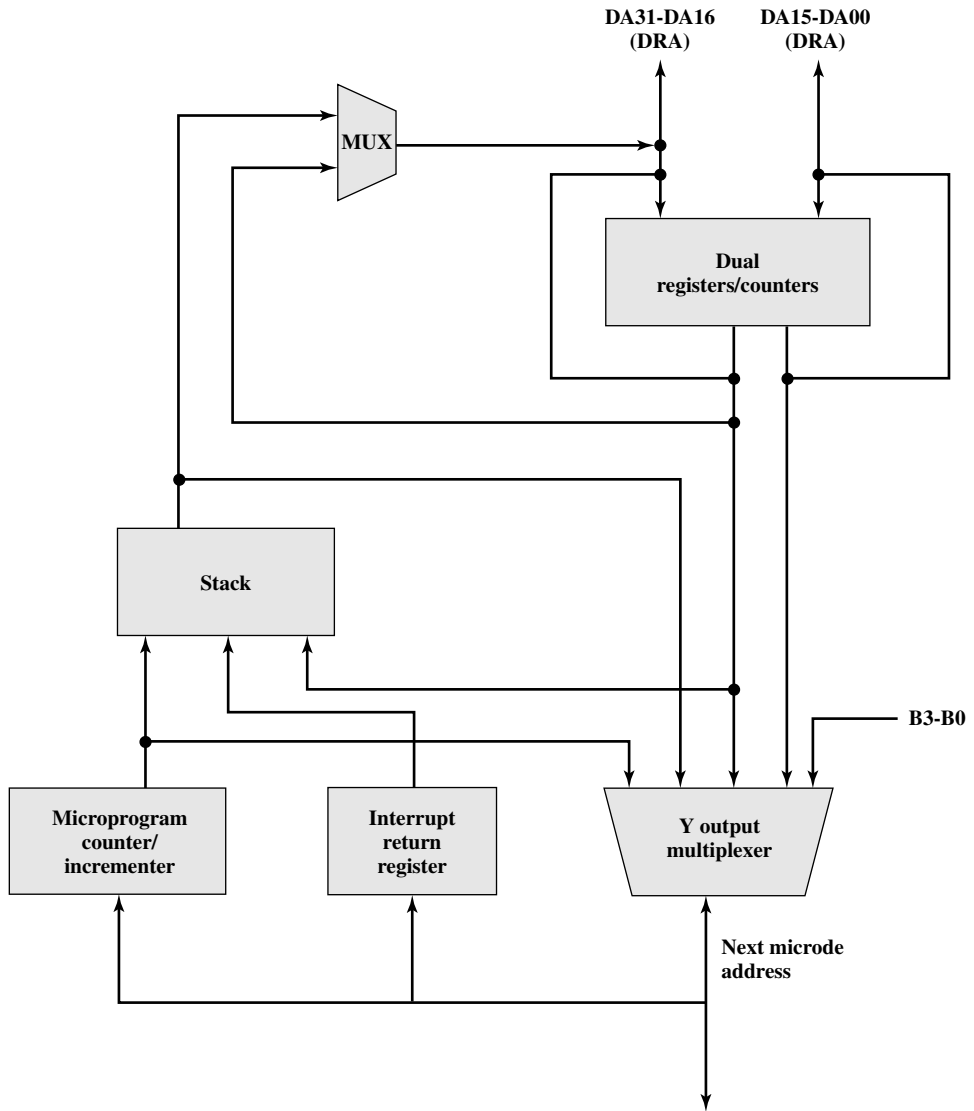 DA31-DA16
(DRA)
DA15-DA00
(DRA)
MUX
Dual
registers/counters
Stack
B3-B0
Microprogram
counter/
incrementer
Interrupt
return
register
Y output
multiplexer
Next microde
address